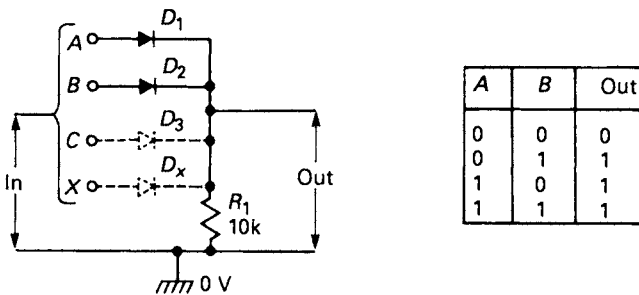 A D₁
B D₂
C D₃
X Dₓ
In
Out
R₁
10k
0 V
A B Out
0 0 0
0 1 1
1 0 1
1 1 1